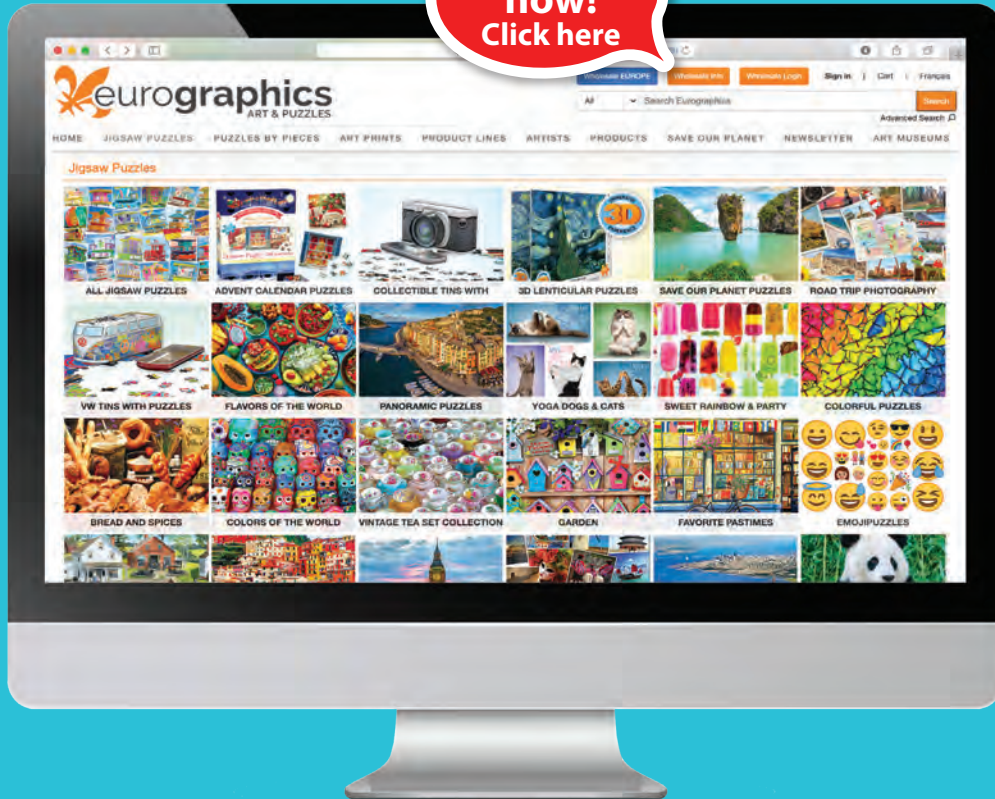 now!
Click here
Wholesale EUROPE
Wholesale Info
Wholesale Login
Sign in | Cart | Français
eurographics
ART & PUZZLES
All
Search Eurographics
Search
Advanced Search
HOME JIGSAW PUZZLES PUZZLES BY PIECES ART PRINTS PRODUCT LINES ARTISTS PRODUCTS SAVE OUR PLANET NEWSLETTER ART MUSEUMS
Jigsaw Puzzles
3D
ALL JIGSAW PUZZLES ADVENT CALENDAR PUZZLES COLLECTIBLE TINS WITH 3D LENTICULAR PUZZLES SAVE OUR PLANET PUZZLES ROAD TRIP PHOTOGRAPHY
VW TINS WITH PUZZLES FLAVORS OF THE WORLD PANORAMIC PUZZLES YOGA DOGS & CATS SWEET RAINBOW & PARTY COLORFUL PUZZLES
BREAD AND SPICES COLORS OF THE WORLD VINTAGE TEA SET COLLECTION GARDEN FAVORITE PASTIMES EMOJIPUZZLES